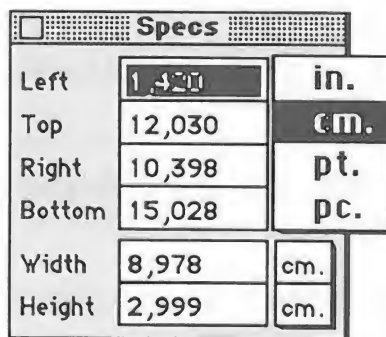 Specs
Left 1,420 in.
Top 12,030 cm.
Right 10,398 pt.
Bottom 15,028 pc.
Width 8,978 cm.
Height 2,999 cm.